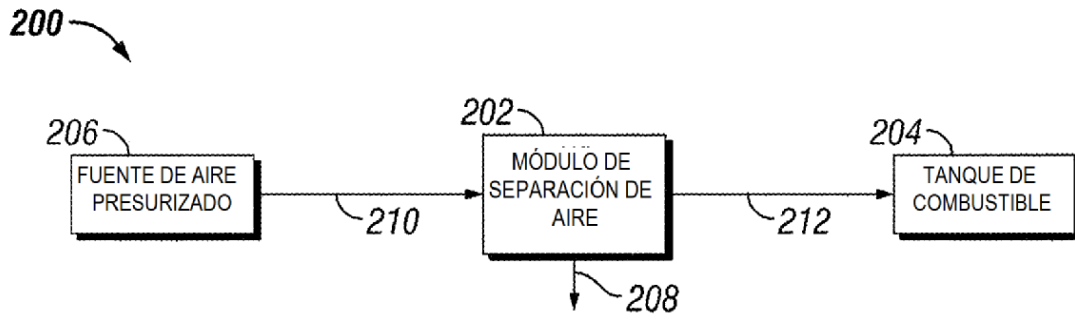 200
206
202
204
FUENTE DE AIRE
PRESURIZADO
MÓDULO DE
SEPARACIÓN DE
AIRE
TANQUE DE
COMBUSTIBLE
210
212
208